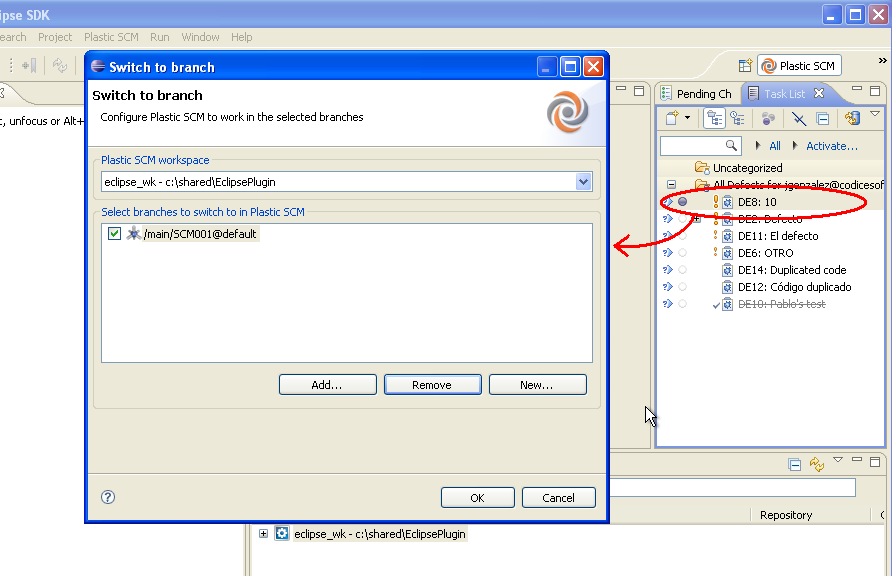 ipse SDK
earch Project Plastic SCM Run Window Help
Plastic SCM
»
Switch to branch
Switch to branch
Configure Plastic SCM to work in the selected branches
Plastic SCM workspace
eclipse_wk - c:\shared\EclipsePlugin
Select branches to switch to in Plastic SCM
/main/SCM001@default
Add...
Remove
New...
?
OK
Cancel
t, unfocus or Alt+
Pending Ch
Task List
All
Activate...
Uncategorized
All Defects for jgonzalez@codicesof
DE8: 10
DE2: Defecto
DE11: El defecto
DE6: OTRO
DE14: Duplicated code
DE12: Código duplicado
DE10: Pablo's test
Repository
eclipse_wk - c:\shared\EclipsePlugin